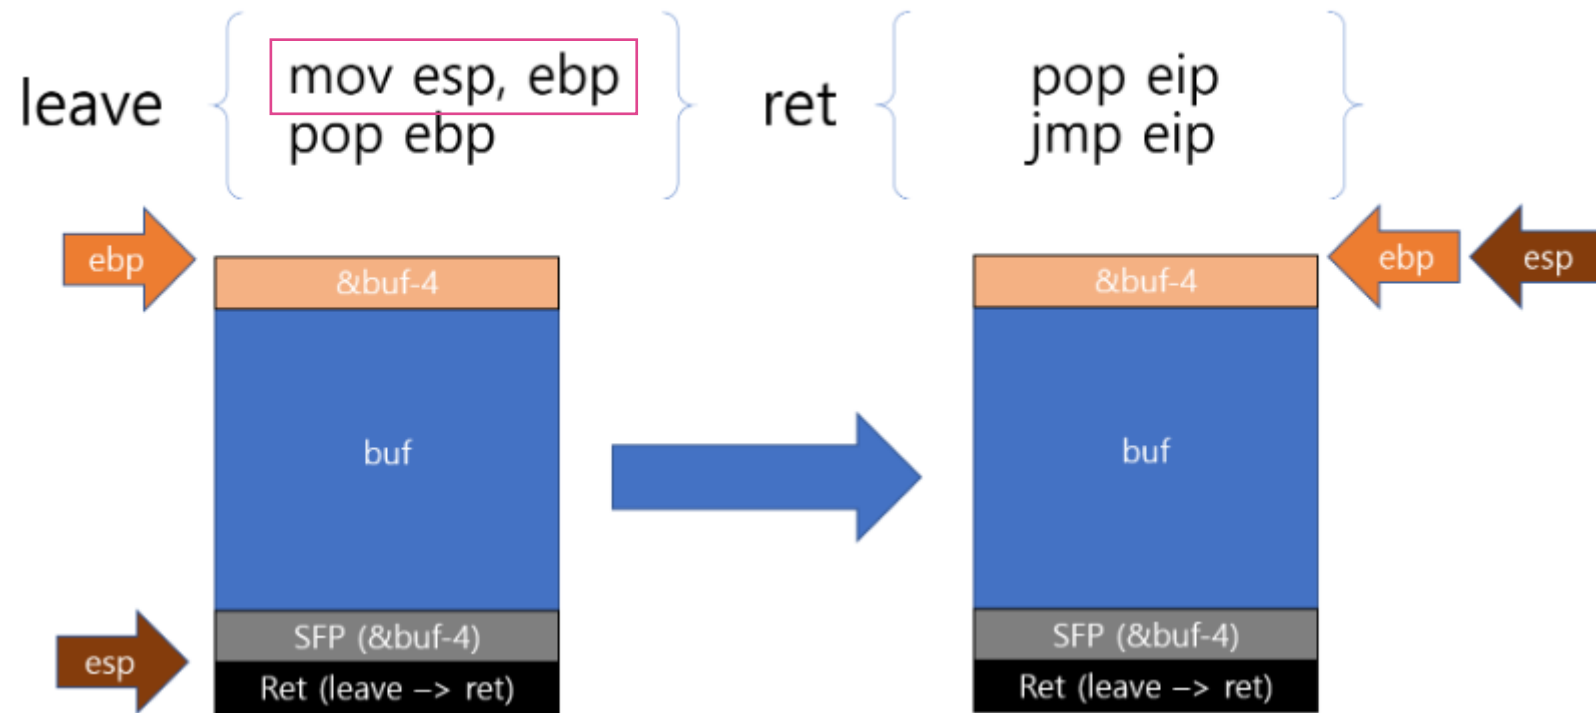 leave
mov esp, ebp
pop ebp
ret
pop eip
jmp eip
ebp
&buf-4
buf
esp
SFP (&buf-4)
Ret (leave –> ret)
&buf-4
ebp
esp
buf
SFP (&buf-4)
Ret (leave –> ret)